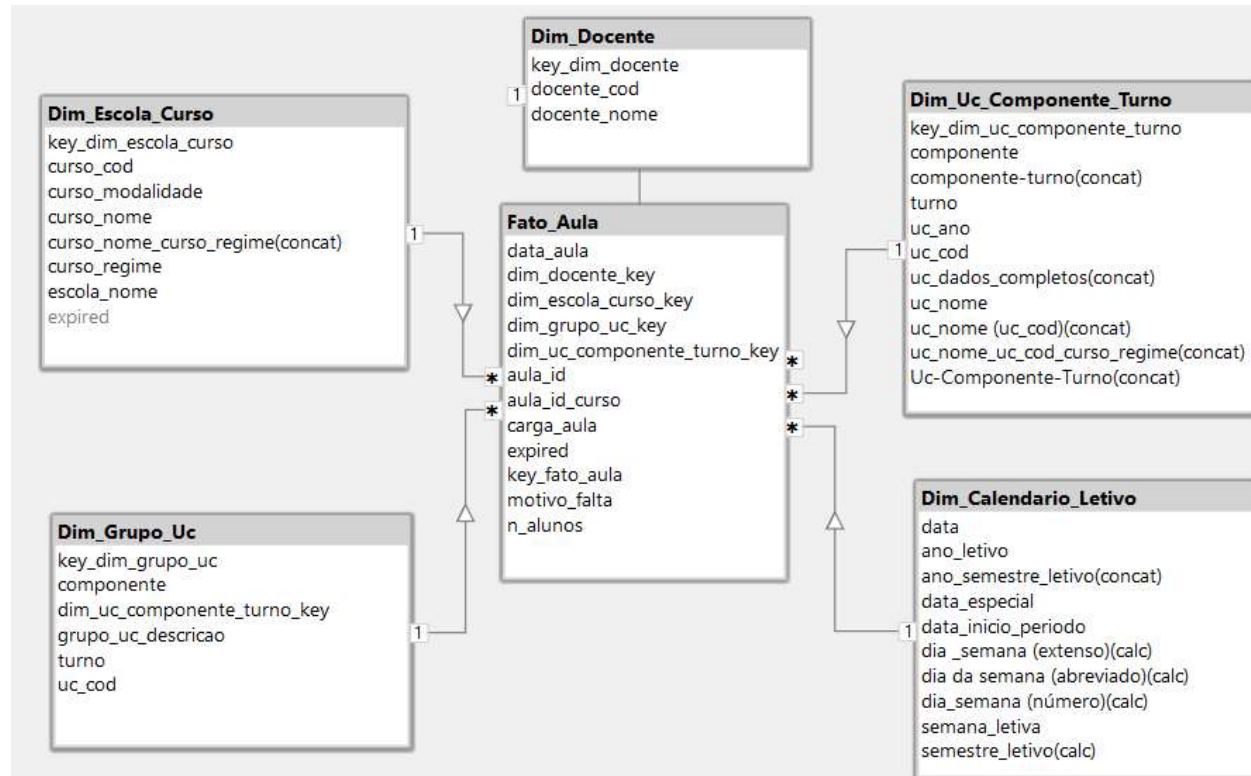 Dim_Docente
key_dim_docente
1
docente_cod
docente_nome
Dim_Escola_Curso
key_dim_escola_curso
curso_cod
curso_modalidade
curso_nome
curso_nome_curso_regime(concat)
curso_regime
escola_nome
expired
1
Dim_Uc_Componente_Turno
key_dim_uc_componente_turno
componente
componente-turno(concat)
turno
uc_ano
1
uc_cod
uc_dados_completos(concat)
uc_nome
uc_nome (uc_cod)(concat)
uc_nome_uc_cod_curso_regime(concat)
Uc-Componente-Turno(concat)
Fato_Aula
data_aula
dim_docente_key
dim_escola_curso_key
dim_grupo_uc_key
dim_uc_componente_turno_key
*
* aula_id
aula_id_curso *
* carga_aula *
expired
key_fato_aula
motivo_falta
n_alunos
Dim_Grupo_Uc
key_dim_grupo_uc
componente
dim_uc_componente_turno_key
grupo_uc_descricao
1
turno
uc_cod
Dim_Calendario_Letivo
data
ano_letivo
ano_semestre_letivo(concat)
data_especial
data_inicio_periodo
1
dia _semana (extenso)(calc)
dia da semana (abreviado)(calc)
dia_semana (número)(calc)
semana_letiva
semestre_letivo(calc)